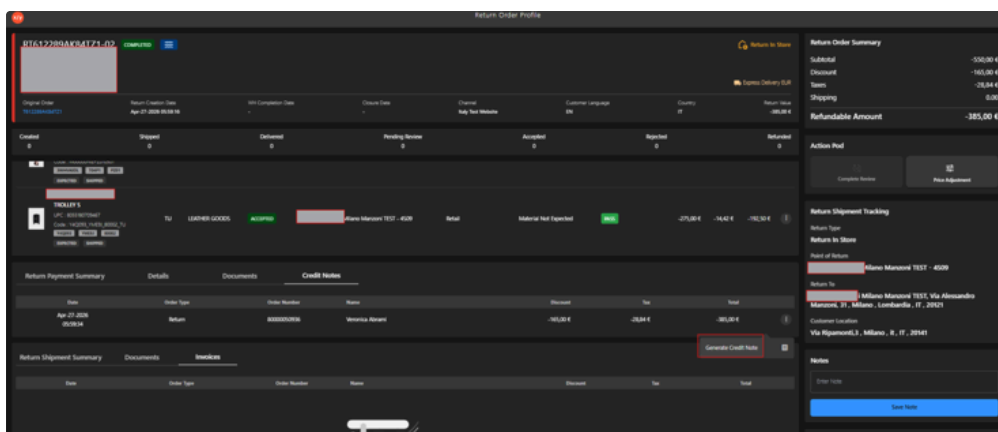 Return Order Profile
RT612289AK84TZ1-02 COMPLETED
Return In Store
Express Delivery EUR
Original Order
Return Creation Date
Apr-27-2026 05:59:16
WH Completion Date
-
Closure Date
-
Channel
Italy Test Website
Customer Language
EN
Country
IT
Return Value
-385,00 €
Created
0
Shipped
0
Delivered
0
Pending Review
0
Accepted
0
Rejected
0
Refunded
0
EXPECTED SHIPPED
TROLLEY S
TU
LEATHER GOODS
ACCEPTED
Milano Manzoni TEST - 4509
Retail
Material Not Expected
-275,00 €
-14,42 €
-192,50 €
EXPECTED SHIPPED
Return Payment Summary
Details
Documents
Credit Notes
Date Order Type Order Number Name Discount Tax Total
Apr-27-2026
05:59:34
Return
80000050936
Veronica Abrami
-165,00 €
-28,84 €
-385,00 €
Generate Credit Note
Return Shipment Summary
Documents
Invoices
Date Order Type Order Number Name Discount Tax Total
Return Order Summary
Subtotal -550,00 €
Discount -165,00 €
Taxes -28,84 €
Shipping 0,00
Refundable Amount -385,00 €
Action Pod
Complete Review
Price Adjustment
Return Shipment Tracking
Return Type
Return In Store
Point of Return
Milano Manzoni TEST - 4509
Return To
Milano Manzoni TEST, Via Alessandro
Manzoni, 31 , Milano , Lombardia , IT , 20121
Customer Location
Via Ripamonti,3 , Milano , It , IT , 20141
Notes
Enter Note
Save Note